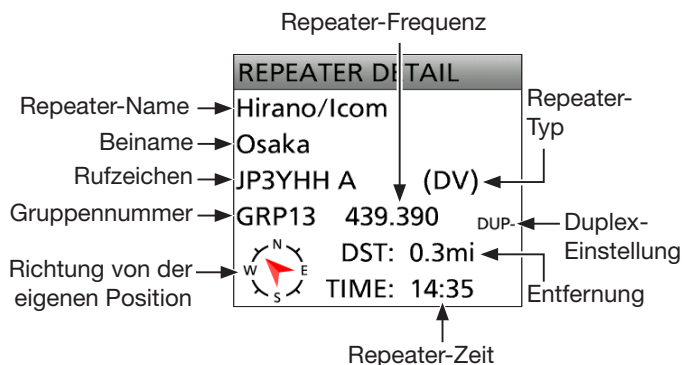 Repeater-Frequenz
REPEATER DETAIL
Repeater-Name
Hirano/Icom
Repeater-
Typ
Beiname
Osaka
Rufzeichen
JP3YHH A (DV)
Gruppennummer
GRP13 439.390 DUP-
Duplex-
Einstellung
Richtung von der
eigenen Position
N
W E
S
DST: 0.3mi
Entfernung
TIME: 14:35
Repeater-Zeit